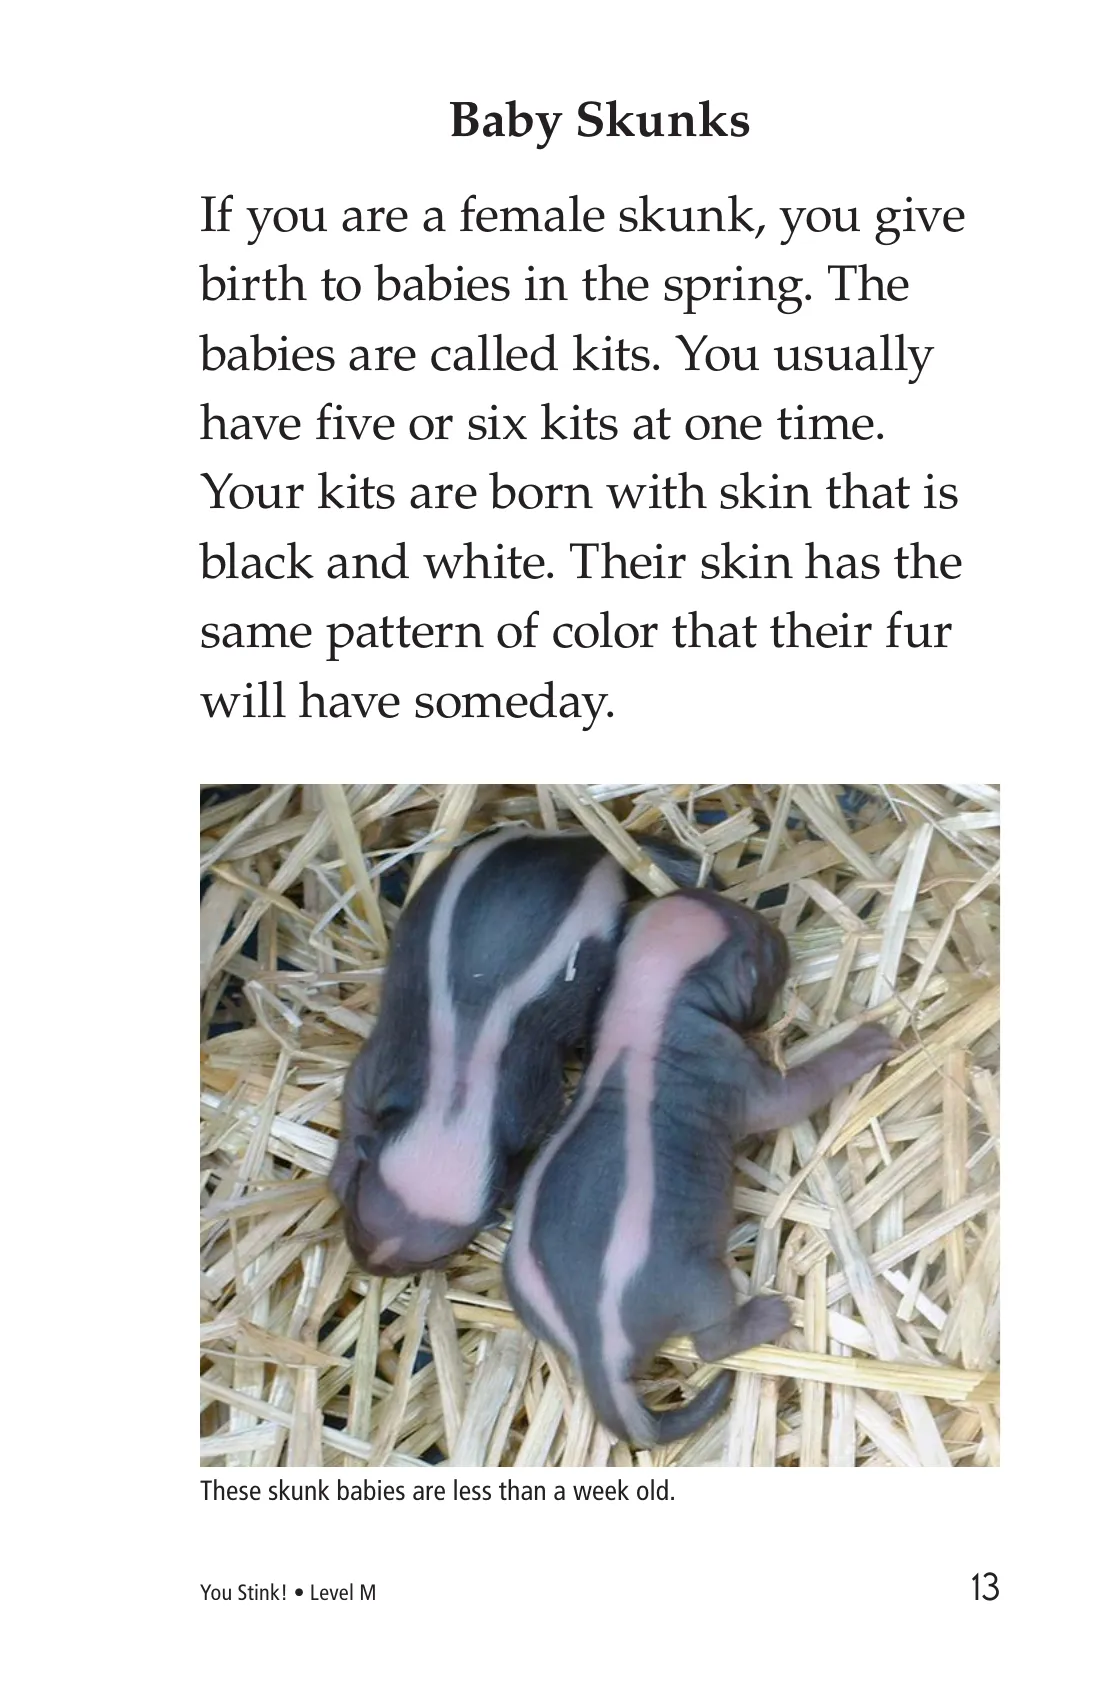 Baby Skunks
If you are a female skunk, you give
birth to babies in the spring. The
babies are called kits. You usually
have five or six kits at one time.
Your kits are born with skin that is
black and white. Their skin has the
same pattern of color that their fur
will have someday.
These skunk babies are less than a week old.
You Stink! • Level M
13